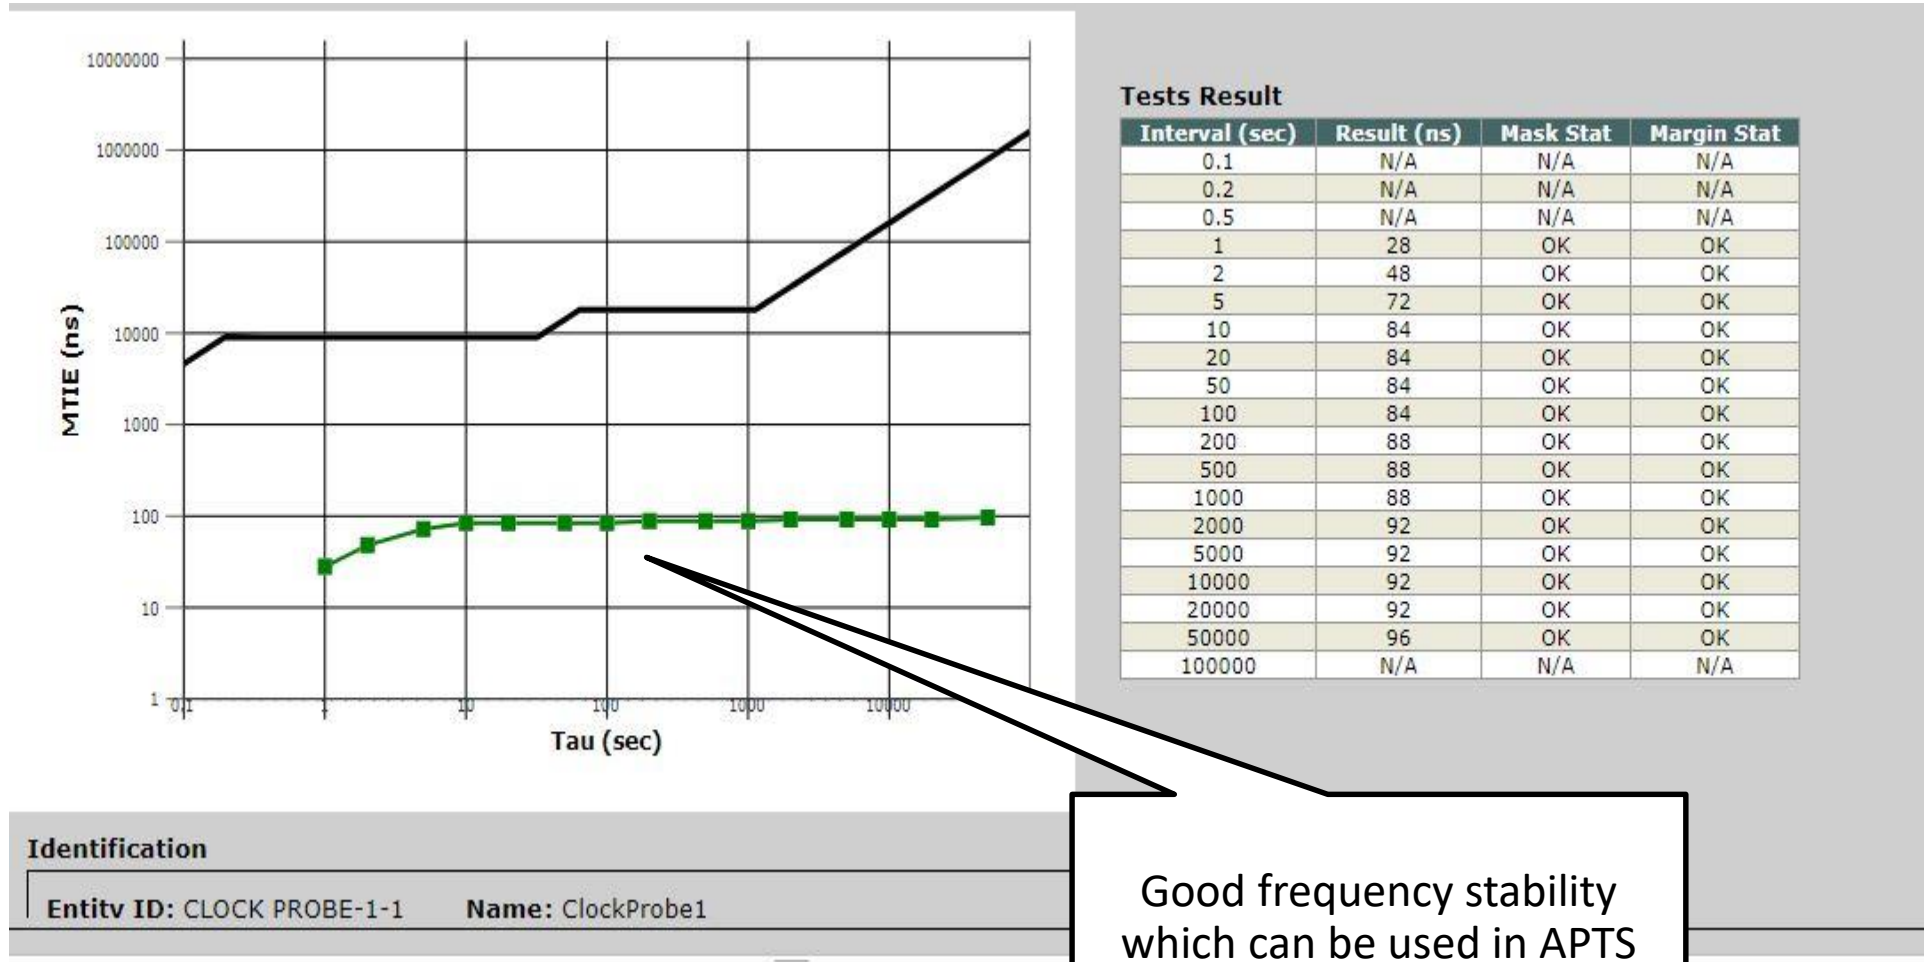 10000000
1000000
100000
10000
1000
100
10
1
0.1 1 10 100 1000 10000
MTIE (ns)
Tau (sec)
Tests Result
Interval (sec) Result (ns) Mask Stat Margin Stat
0.1 N/A N/A N/A
0.2 N/A N/A N/A
0.5 N/A N/A N/A
1 28 OK OK
2 48 OK OK
5 72 OK OK
10 84 OK OK
20 84 OK OK
50 84 OK OK
100 84 OK OK
200 88 OK OK
500 88 OK OK
1000 88 OK OK
2000 92 OK OK
5000 92 OK OK
10000 92 OK OK
20000 92 OK OK
50000 96 OK OK
100000 N/A N/A N/A
Identification
Entity ID: CLOCK PROBE-1-1 Name: ClockProbe1
Good frequency stability
which can be used in APTS